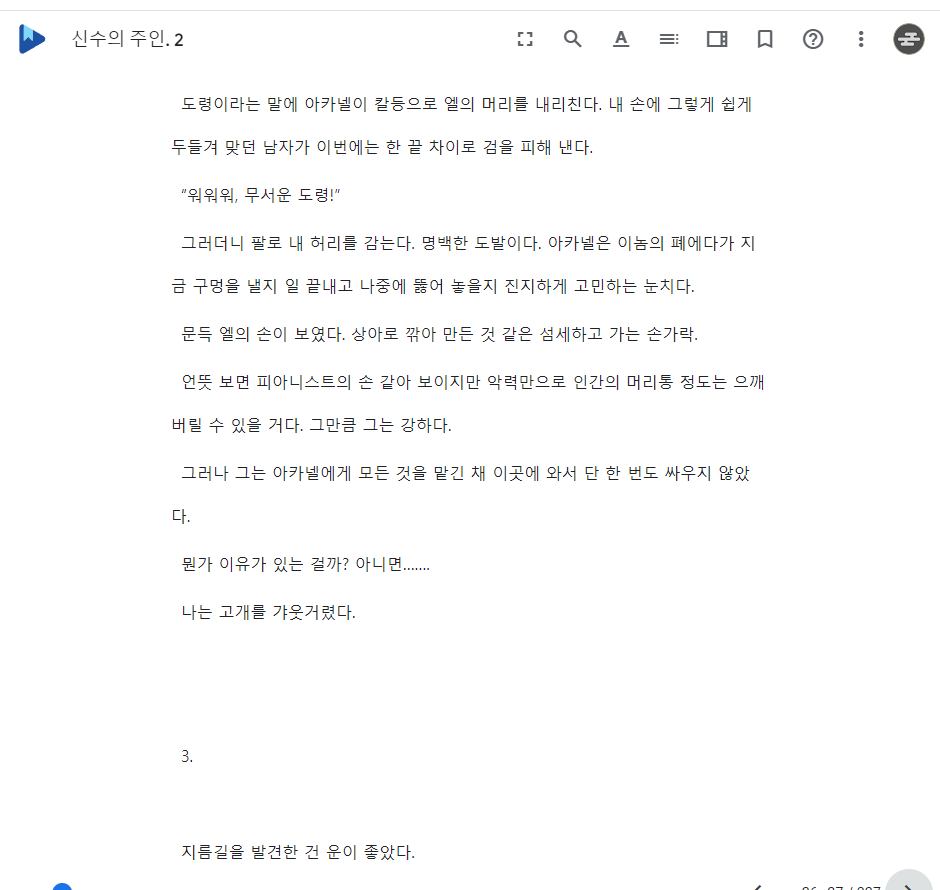 신수의 주인. 2
도령이라는 말에 아카넬이 칼등으로 엘의 머리를 내리친다. 내 손에 그렇게 쉽게
두들겨 맞던 남자가 이번에는 한 끝 차이로 검을 피해 낸다.
"워워워, 무서운 도령!"
그러더니 팔로 내 허리를 감는다. 명백한 도발이다. 아카넬은 이놈의 폐에다가 지
금 구멍을 낼지 일 끝내고 나중에 뚫어 놓을지 진지하게 고민하는 눈치다.
문득 엘의 손이 보였다. 상아로 깎아 만든 것 같은 섬세하고 가는 손가락.
언뜻 보면 피아니스트의 손 같아 보이지만 악력만으로 인간의 머리통 정도는 으깨
버릴 수 있을 거다. 그만큼 그는 강하다.
그러나 그는 아카넬에게 모든 것을 맡긴 채 이곳에 와서 단 한 번도 싸우지 않았
다.
뭔가 이유가 있는 걸까? 아니면…….
나는 고개를 갸웃거렸다.
3.
지름길을 발견한 건 운이 좋았다.